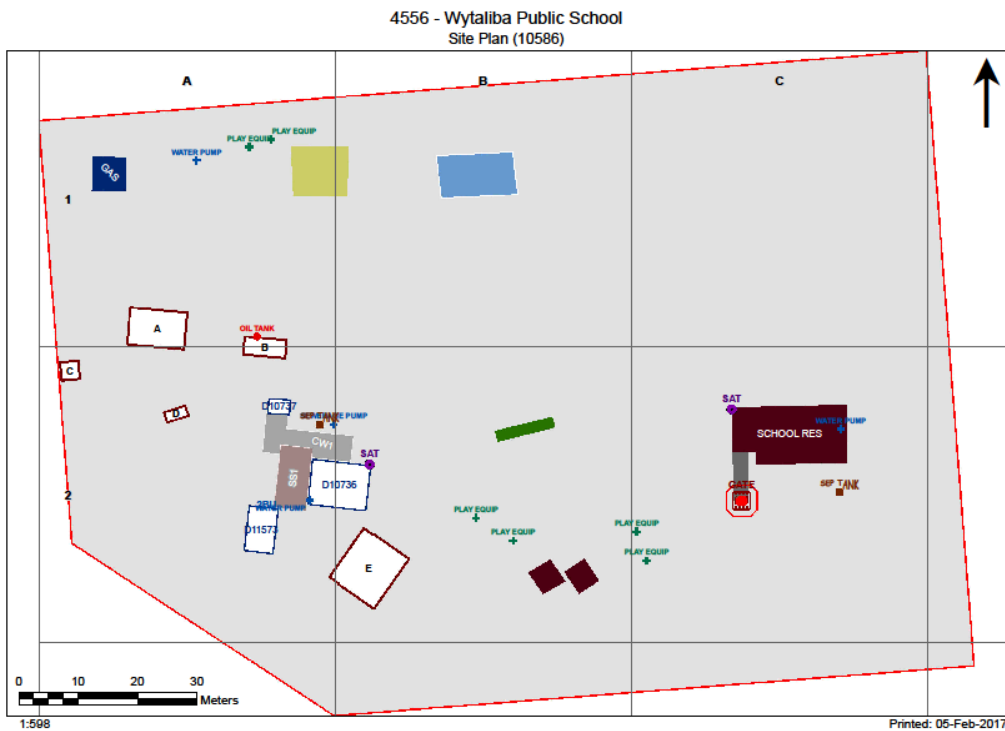 4556 - Wytaliba Public School
Site Plan (10586)
A
B
C
PLAY EQUIP
PLAY EQUIP
WATER PUMP
GAS
1
OIL TANK
A
B
C
D
D10737
SEP TANK
PUMP
CW1
SAT
SS1
D10736
2
WATER PUMP
D11573
E
PLAY EQUIP
PLAY EQUIP
PLAY EQUIP
PLAY EQUIP
SAT
WATER PUMP
SCHOOL RES
GATE
SEP TANK
0 10 20 30
Meters
1:598
Printed: 05-Feb-2017